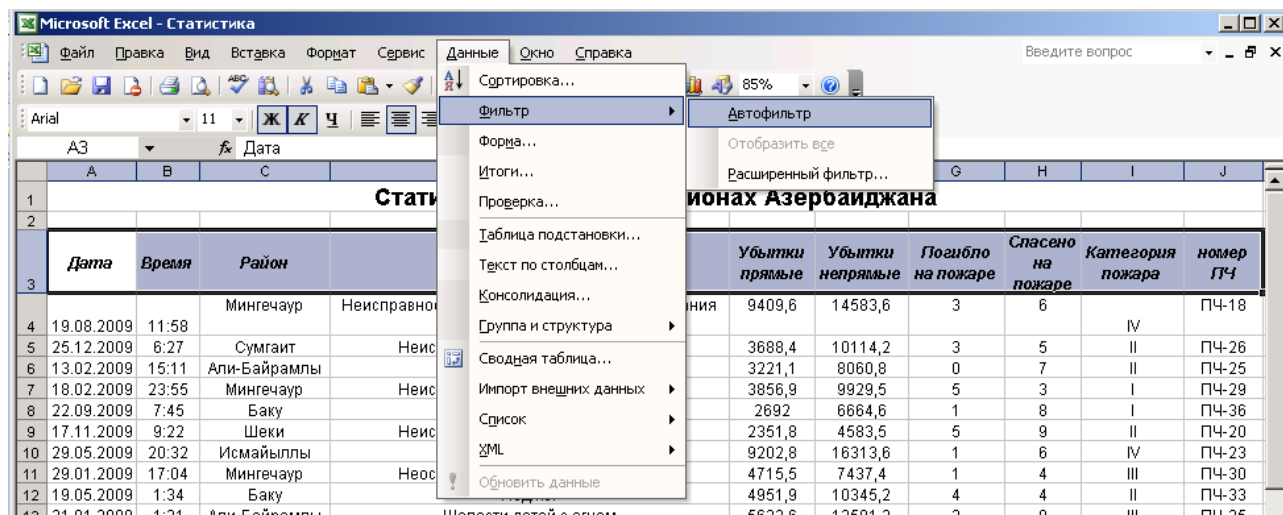 Microsoft Excel - Статистика
Файл Правка Вид Вставка Формат Сервис Данные Окно Справка Введите вопрос
Сортировка... 85%
Arial 11 Ж К Ч Фильтр Автофильтр
A3 fx Дата Форма... Отобразить все
Итоги... Расширенный фильтр...
A B C G H I J
1 Проверка... Азербайджана
2
Таблица подстановки...
3 Дата Время Район Текст по столбцам... Убытки прямые Убытки непрямые Погибло на пожаре Спасено на пожаре Категория пожара номер ПЧ
Консолидация...
4 19.08.2009 11:58 Мингечаур 9409,6 14583,6 3 6 IV ПЧ-18
Группа и структура
5 25.12.2009 6:27 Сумгаит 3688,4 10114,2 3 5 II ПЧ-26
Сводная таблица...
6 13.02.2009 15:11 Али-Байрамлы 3221,1 8060,8 0 7 II ПЧ-25
7 18.02.2009 23:55 Мингечаур Импорт внешних данных 3856,9 9929,5 5 3 I ПЧ-29
8 22.09.2009 7:45 Баку Список 2692 6664,6 1 8 I ПЧ-36
9 17.11.2009 9:22 Шеки 2351,8 4583,5 5 9 II ПЧ-20
10 29.05.2009 20:32 Исмайыллы XML 9202,8 16313,6 1 6 IV ПЧ-23
11 29.01.2009 17:04 Мингечаур Обновить данные 4715,5 7437,4 1 4 III ПЧ-30
12 19.05.2009 1:34 Баку 4951,9 10345,2 4 4 II ПЧ-33